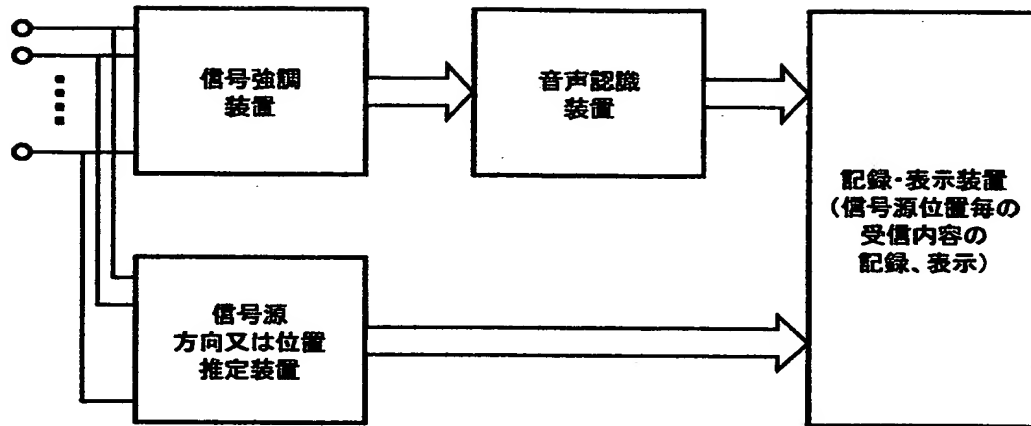 信号強調
装置
音声認識
装置
記録・表示装置
(信号源位置毎の
受信内容の
記録、表示)
信号源
方向又は位置
推定装置